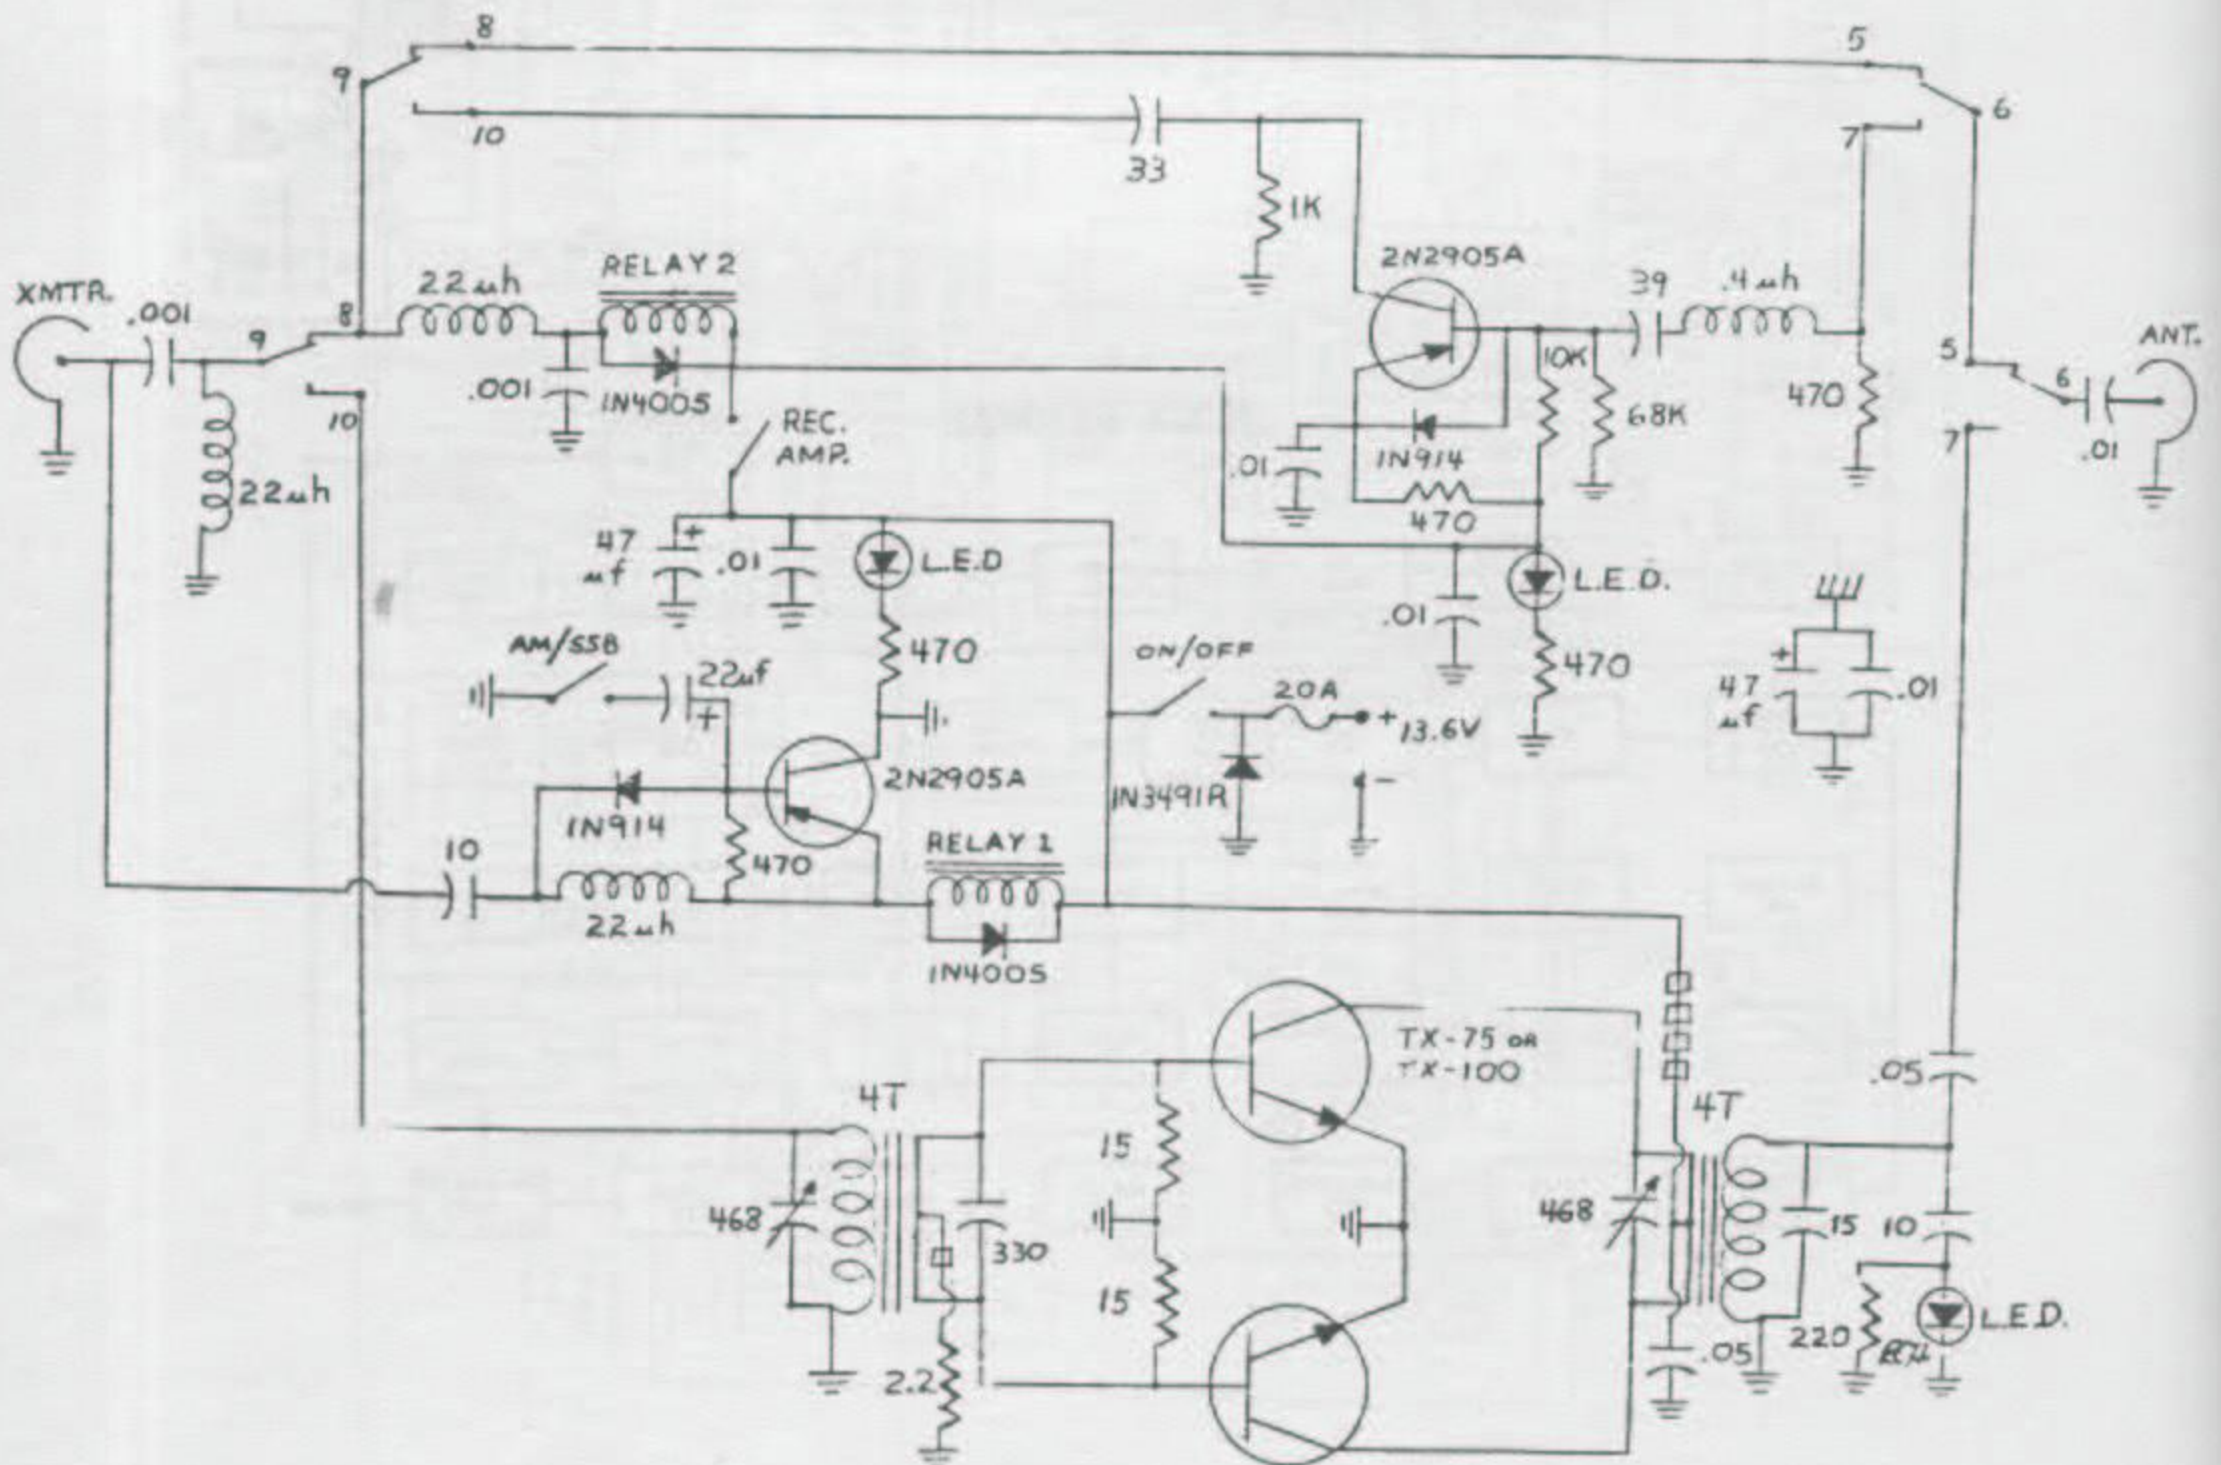 8
5
9
6
10
7
33
1K
2N2905A
RELAY 2
22uh
39
.4uh
XMTR.
.001
8
9
10K
5
ANT.
.001
1N4005
10
REC.
AMP.
68K
470
6
.01
7
22uh
.01
1N914
470
47
uf
.01
L.E.D
L.E.D.
.01
AM/SSB
22uf
+
+
470
ON/OFF
20A
+ 13.6V
470
+
47
uf
.01
2N2905A
1N3491R
-
1N914
10
470
RELAY 1
22uh
1N4005
TX-75 OR
TX-100
.05
4T
4T
15
468
330
468
15
10
15
2.2
.05
220
L.E.D.